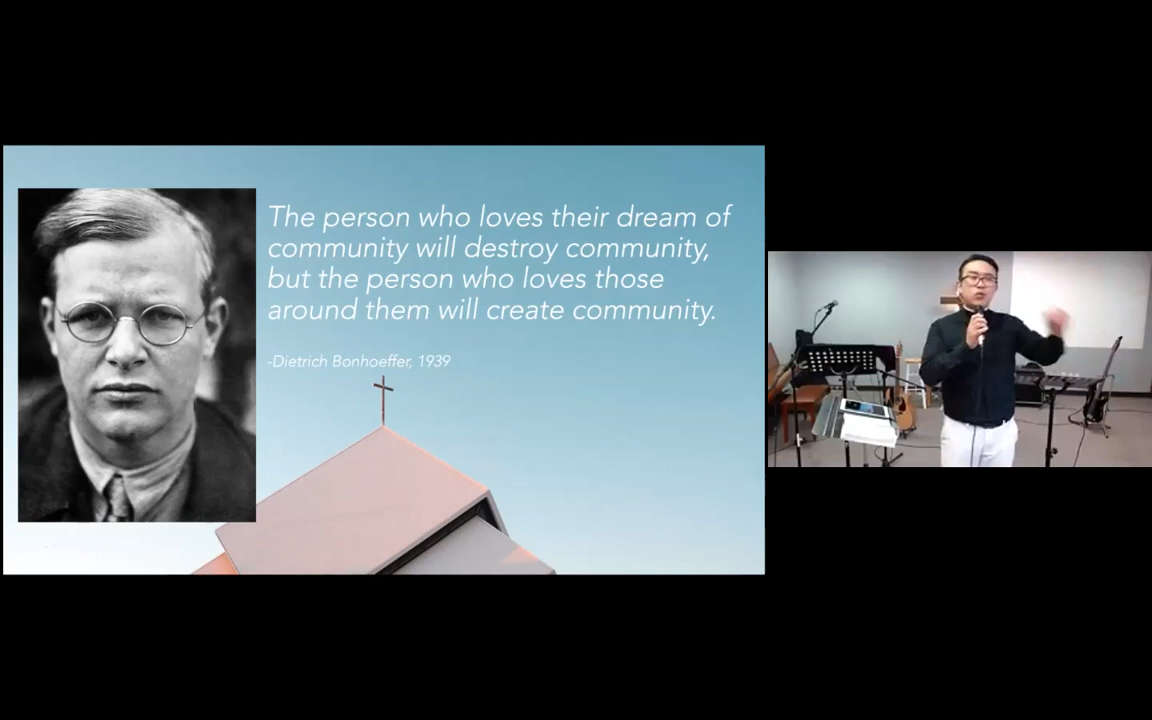 The person who loves their dream of
community will destroy community,
but the person who loves those
around them will create community.
-Dietrich Bonhoeffer, 1939